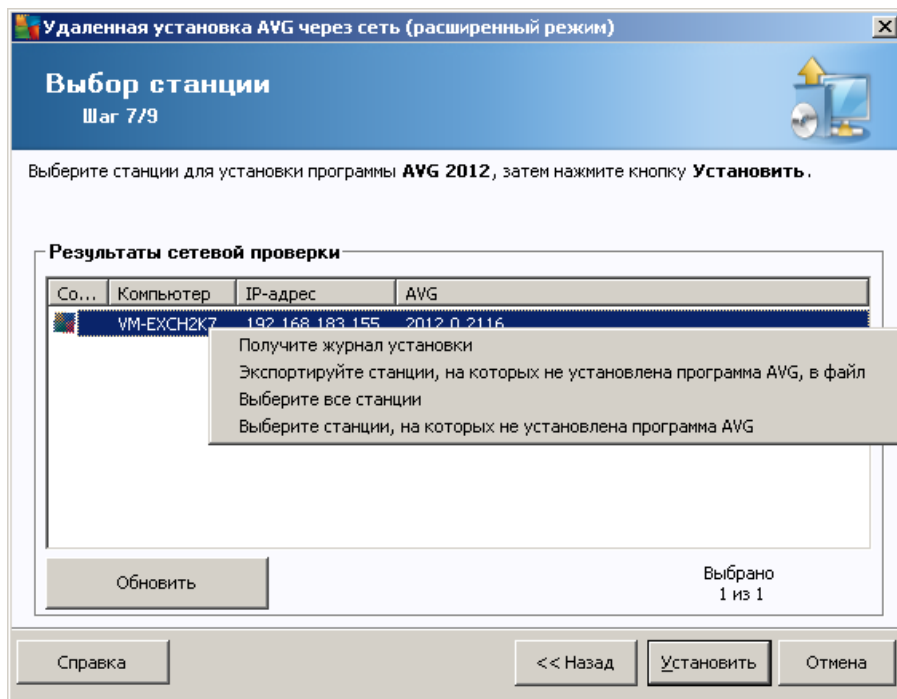 Удаленная установка AVG через сеть (расширенный режим)
Выбор станции
Шаг 7/9
Выберите станции для установки программы AVG 2012, затем нажмите кнопку Установить.
Результаты сетевой проверки
Со... Компьютер IP-адрес AVG
VM-EXCH2K7 192.168.183.155 2012.0.2116
Получите журнал установки
Экспортируйте станции, на которых не установлена программа AVG, в файл
Выберите все станции
Выберите станции, на которых не установлена программа AVG
Обновить
Выбрано
1 из 1
Справка << Назад Установить Отмена